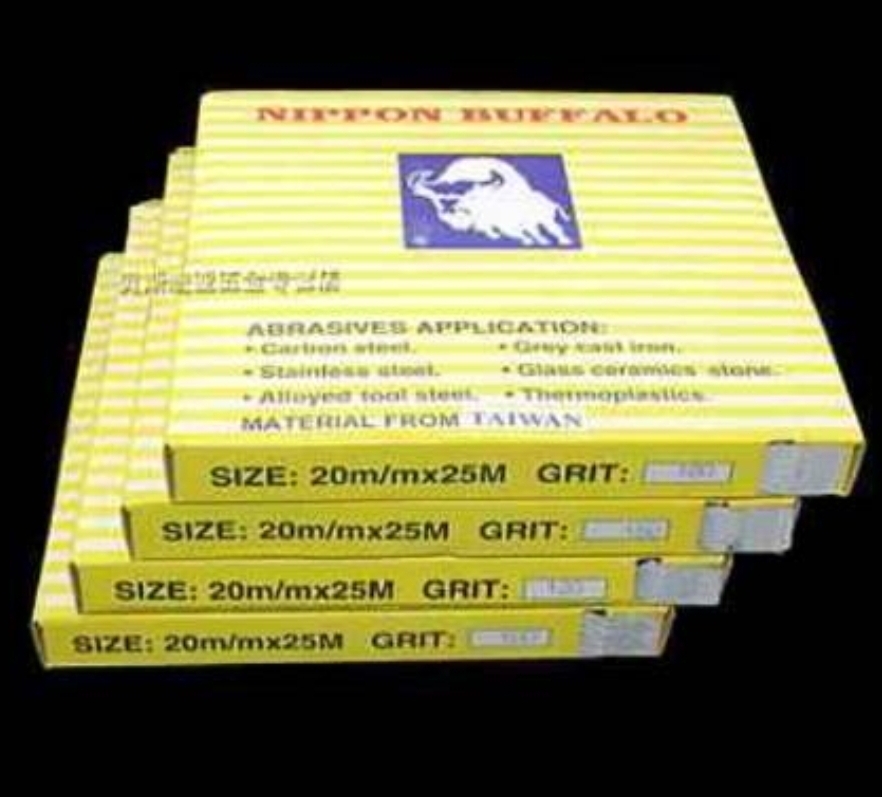 NIPPON BUFFALO
ABRASIVES APPLICATION:
• Carbon steel. • Grey cast iron.
• Stainless steel. • Glass ceramics stone.
• Alloyed tool steel. • Thermoplastics.
MATERIAL FROM TAIWAN
SIZE: 20m/mx25M GRIT:
SIZE: 20m/mx25M GRIT:
SIZE: 20m/mx25M GRIT: 120
SIZE: 20m/mx25M GRIT: